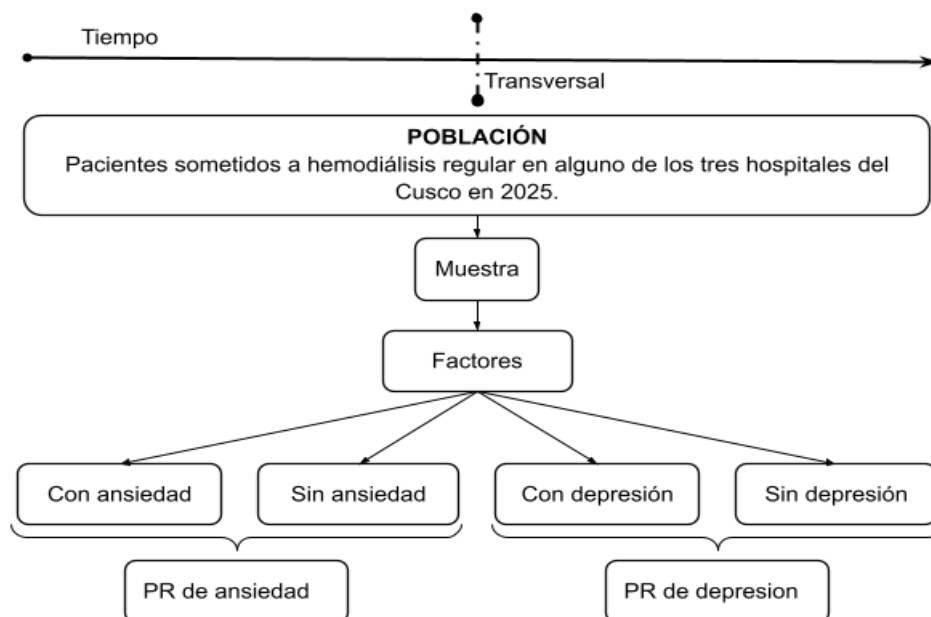 Tiempo
Transversal
POBLACIÓN
Pacientes sometidos a hemodiálisis regular en alguno de los tres hospitales del
Cusco en 2025.
Muestra
Factores
Con ansiedad
Sin ansiedad
Con depresión
Sin depresión
PR de ansiedad
PR de depresion